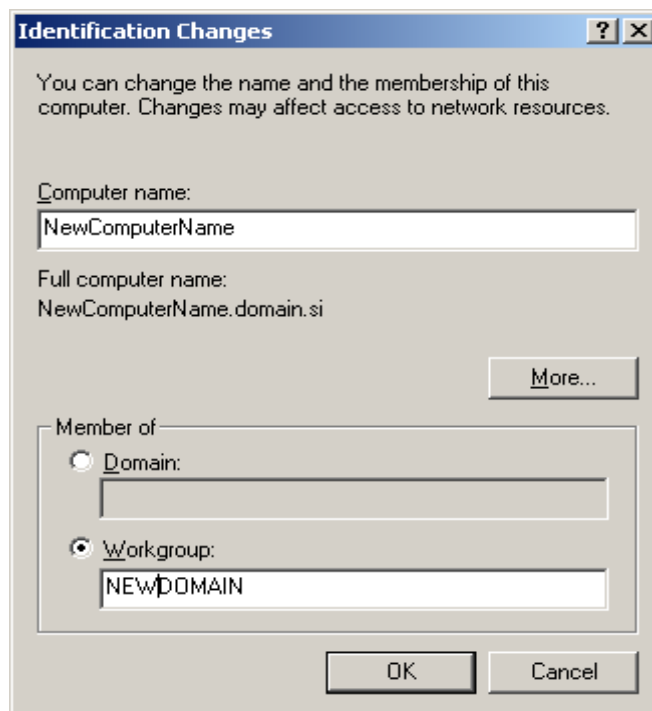 Identification Changes
You can change the name and the membership of this
computer. Changes may affect access to network resources.
Computer name:
NewComputerName
Full computer name:
NewComputerName.domain.si
More...
Member of
Domain:
Workgroup:
NEWDOMAIN
OK
Cancel